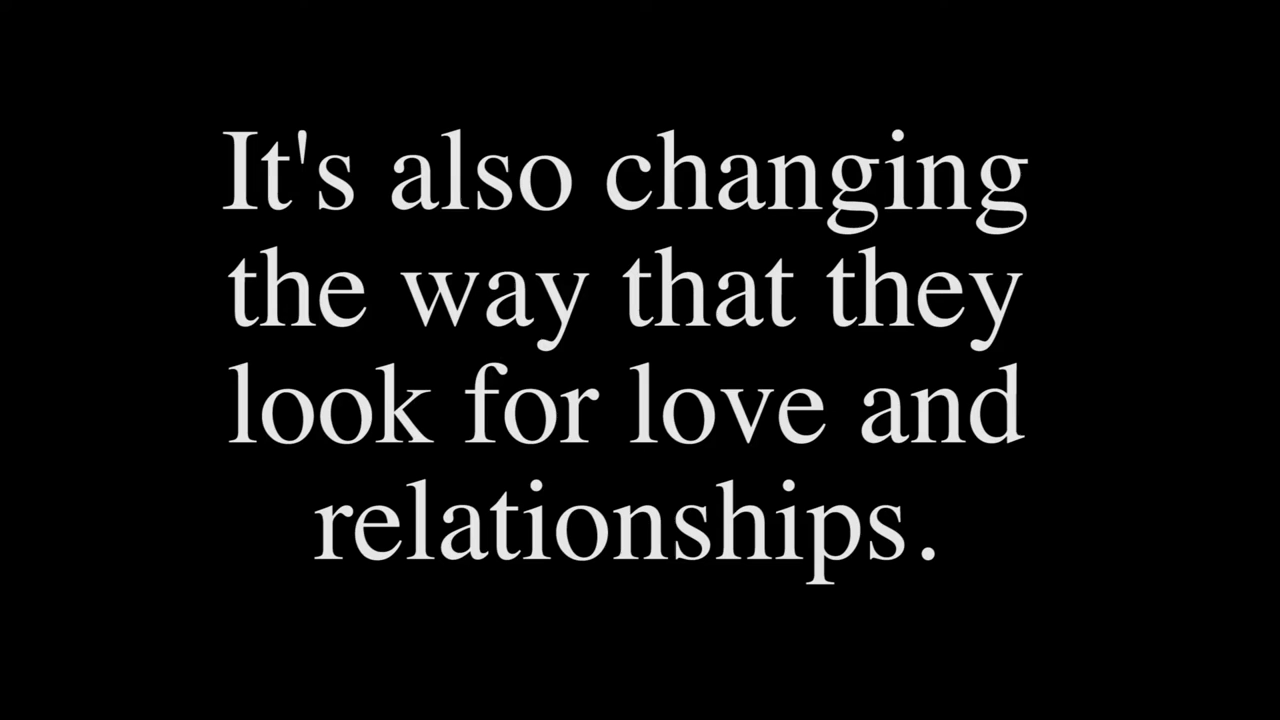 It's also changing
the way that they
look for love and
relationships.